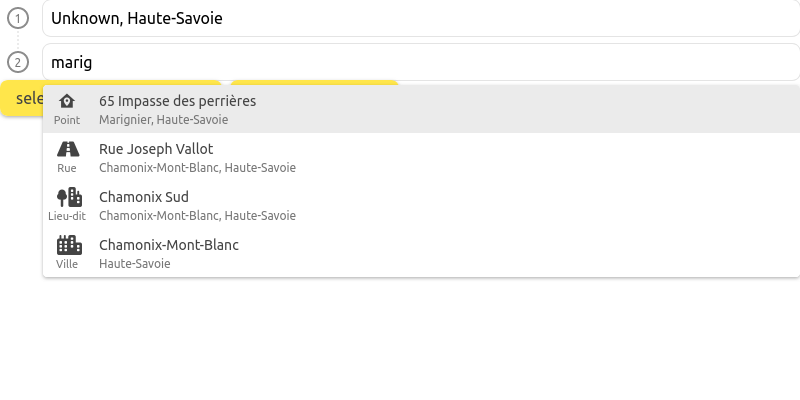 1
Unknown, Haute-Savoie
2
marig
sele
65 Impasse des perrières
Point
Marignier, Haute-Savoie
Rue Joseph Vallot
Rue
Chamonix-Mont-Blanc, Haute-Savoie
Chamonix Sud
Lieu-dit
Chamonix-Mont-Blanc, Haute-Savoie
Chamonix-Mont-Blanc
Ville
Haute-Savoie